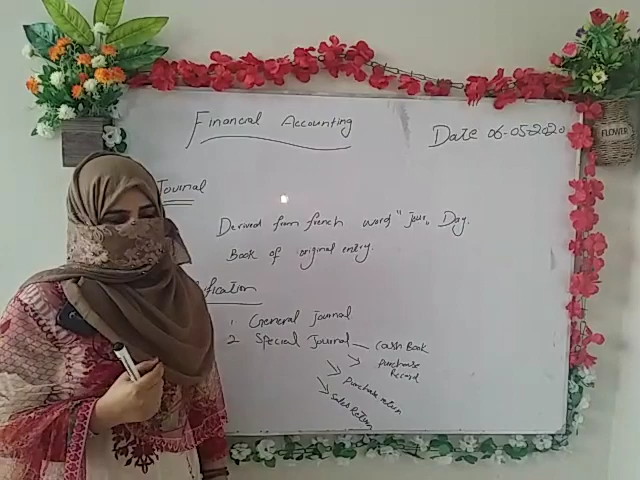 Financial Accounting
Date 06-05-2020
Journal
Derived from french word "Jour" Day.
Book of original entry.
ification
1 General Journal
2 Special Journal — Cash Book
Purchase Record
Purchase return
Sales Return
FLOWER